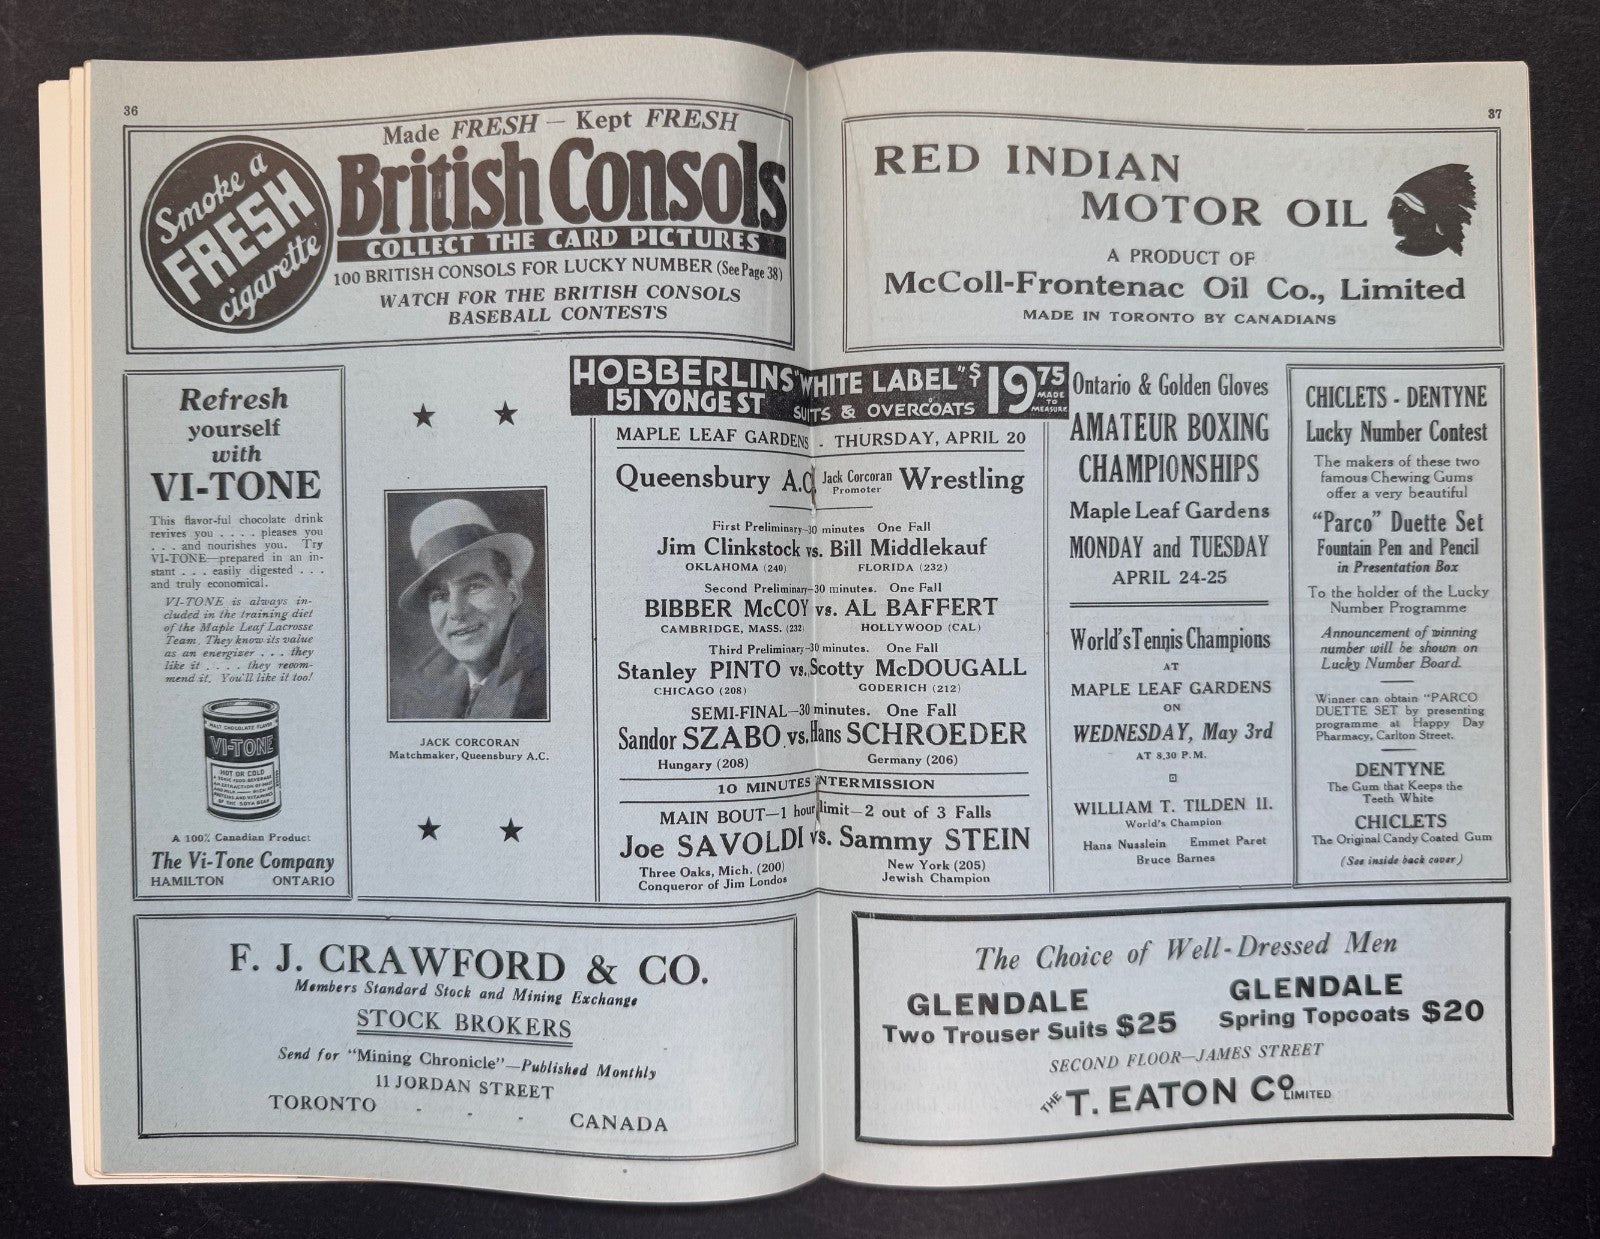 36
Smoke a
FRESH
cigarette
Made FRESH — Kept FRESH
British Consols
COLLECT THE CARD PICTURES
100 BRITISH CONSOLS FOR LUCKY NUMBER (See Page 38)
WATCH FOR THE BRITISH CONSOLS
BASEBALL CONTESTS
37
RED INDIAN
MOTOR OIL
A PRODUCT OF
McColl-Frontenac Oil Co., Limited
MADE IN TORONTO BY CANADIANS
Refresh
yourself
with
VI-TONE
This flavor-ful chocolate drink
revives you . . . . pleases you
. . . and nourishes you. Try
VI-TONE—prepared in an in-
stant . . . easily digested . . .
and truly economical.
VI-TONE is always in-
cluded in the training diet
of the Maple Leaf Lacrosse
Team. They know its value
as an energizer . . . they
like it . . . . they recom-
mend it. You'll like it too!
MALT CHOCOLATE FLAVOR
VI-TONE
HOT OR COLD
A 100% Canadian Product
The Vi-Tone Company
HAMILTON ONTARIO
JACK CORCORAN
Matchmaker, Queensbury A.C.
HOBBERLINS "WHITE LABEL" $19.75
151 YONGE ST SUITS & OVERCOATS MADE TO MEASURE
MAPLE LEAF GARDENS - THURSDAY, APRIL 20
Queensbury A.C. Jack Corcoran Promoter Wrestling
First Preliminary—30 minutes One Fall
Jim Clinkstock vs. Bill Middlekauf
OKLAHOMA (240) FLORIDA (232)
Second Preliminary—30 minutes. One Fall
BIBBER McCOY vs. AL BAFFERT
CAMBRIDGE, MASS. (232) HOLLYWOOD (CAL)
Third Preliminary—30 minutes. One Fall
Stanley PINTO vs. Scotty McDOUGALL
CHICAGO (208) GODERICH (212)
SEMI-FINAL—30 minutes. One Fall
Sandor SZABO vs. Hans SCHROEDER
Hungary (208) Germany (206)
10 MINUTES INTERMISSION
MAIN BOUT—1 hour limit—2 out of 3 Falls
Joe SAVOLDI vs. Sammy STEIN
Three Oaks, Mich. (200) New York (205)
Conqueror of Jim Londos Jewish Champion
Ontario & Golden Gloves
AMATEUR BOXING
CHAMPIONSHIPS
Maple Leaf Gardens
MONDAY and TUESDAY
APRIL 24-25
World's Tennis Champions
AT
MAPLE LEAF GARDENS
ON
WEDNESDAY, May 3rd
AT 8.30 P.M.
WILLIAM T. TILDEN II.
World's Champion
Hans Nusslein Emmet Paret
Bruce Barnes
CHICLETS - DENTYNE
Lucky Number Contest
The makers of these two
famous Chewing Gums
offer a very beautiful
"Parco" Duette Set
Fountain Pen and Pencil
in Presentation Box
To the holder of the Lucky
Number Programme
Announcement of winning
number will be shown on
Lucky Number Board.
Winner can obtain "PARCO
DUETTE SET by presenting
programme at Happy Day
Pharmacy, Carlton Street.
DENTYNE
The Gum that Keeps the
Teeth White
CHICLETS
The Original Candy Coated Gum
(See inside back cover)
F. J. CRAWFORD & CO.
Members Standard Stock and Mining Exchange
STOCK BROKERS
Send for "Mining Chronicle"—Published Monthly
11 JORDAN STREET
TORONTO - - - CANADA
The Choice of Well-Dressed Men
GLENDALE
Two Trouser Suits $25
GLENDALE
Spring Topcoats $20
SECOND FLOOR—JAMES STREET
THE T. EATON CO LIMITED